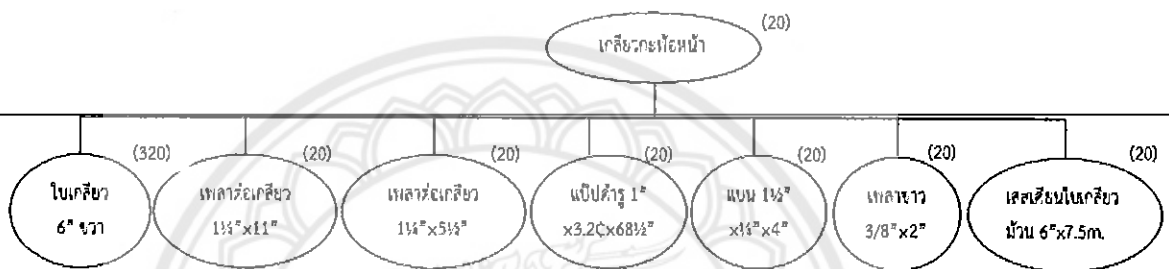 (20)
เกลียวกะพ้อหน้า
(320)
ใบเกลียว
6" ขวา
(20)
เพลาต่อเกลียว
1¼"x11"
(20)
เพลาต่อเกลียว
1¼"x5½"
(20)
แป๊ปดำรู 1"
x3.2Cx68½"
(20)
แบน 1½"
x¼"x4"
(20)
เพลาขาว
3/8"x2"
(20)
เสตเตียนใบเกลียว
ม้วน 6"x7.5m.